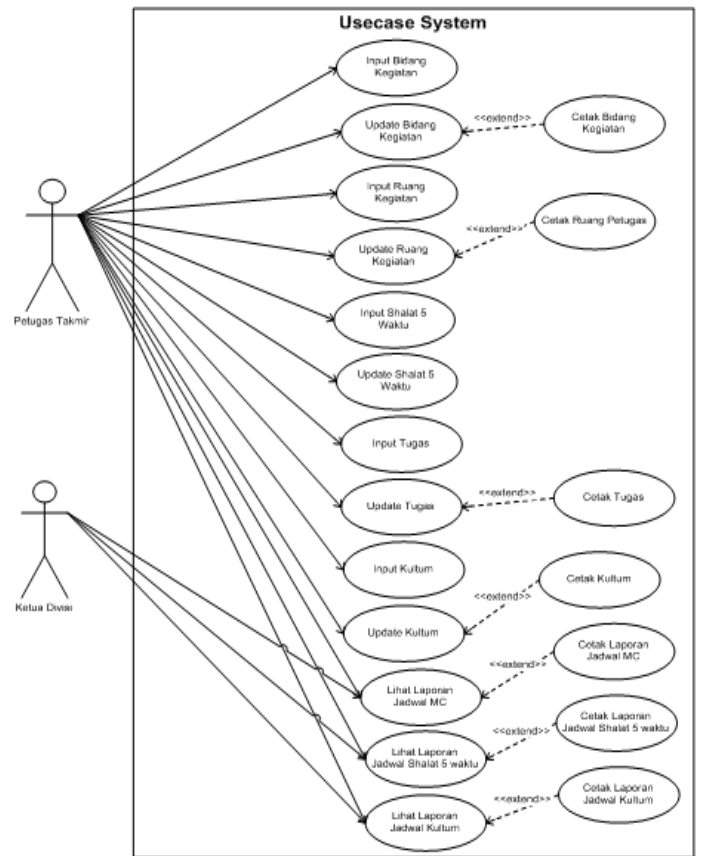 Usecase System
Input Bidang
Kegiatan
Update Bidang
Kegiatan
<<extend>>
Cetak Bidang
Kegiatan
Input Ruang
Kegiatan
Update Ruang
Kegiatan
<<extend>>
Cetak Ruang Petugas
Petugas Takmir
Input Shalat 5
Waktu
Update Shalat 5
Waktu
Input Tugas
Update Tugas
<<extend>>
Cetak Tugas
Ketua Divisi
Input Kultum
Update Kultum
<<extend>>
Cetak Kultum
Lihat Laporan
Jadwal MC
<<extend>>
Cetak Laporan
Jadwal MC
Lihat Laporan
Jadwal Shalat 5 waktu
<<extend>>
Cetak Laporan
Jadwal Shalat 5 waktu
Lihat Laporan
Jadwal Kultum
<<extend>>
Cetak Laporan
Jadwal Kultum